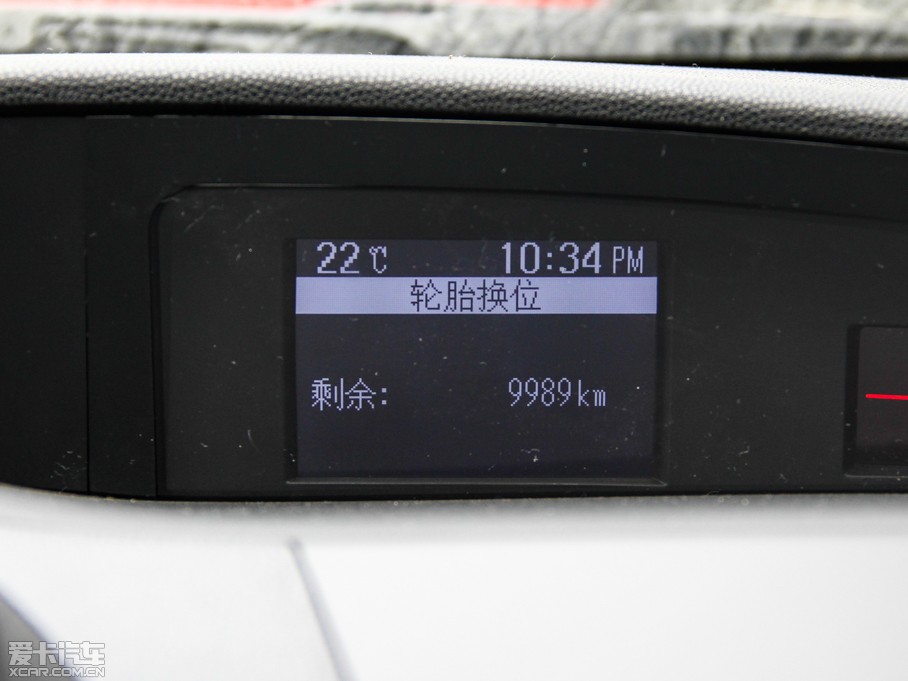 22℃ 10:34 PM
轮胎换位
剩余: 9989km
爱卡汽车
XCAR.COM.CN